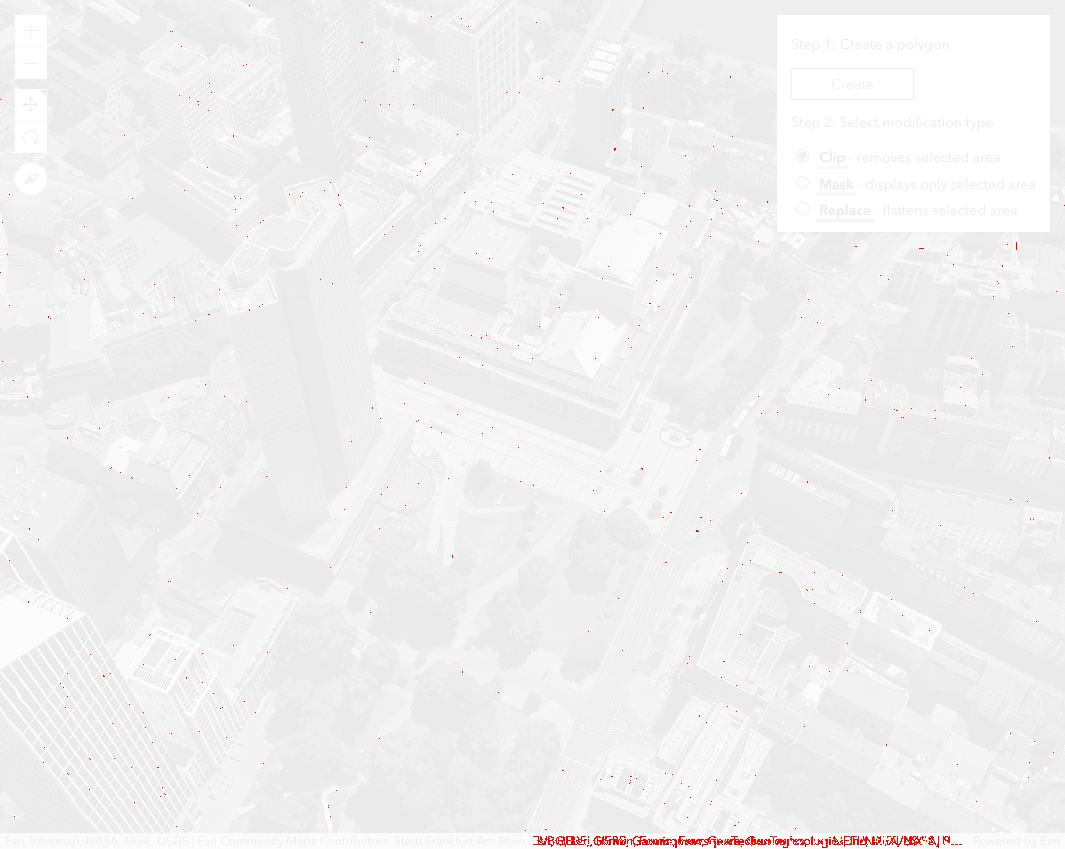 Step 1: Create a polygon
Create
Step 2: Select modification type
Clip - removes selected area
Mask - displays only selected area
Replace - flattens selected area
Esri, Intermap, NASA, NGA, USGS | Esri Community Maps Contributors, Stadt Frankfurt Am Main,
Powered by Esri